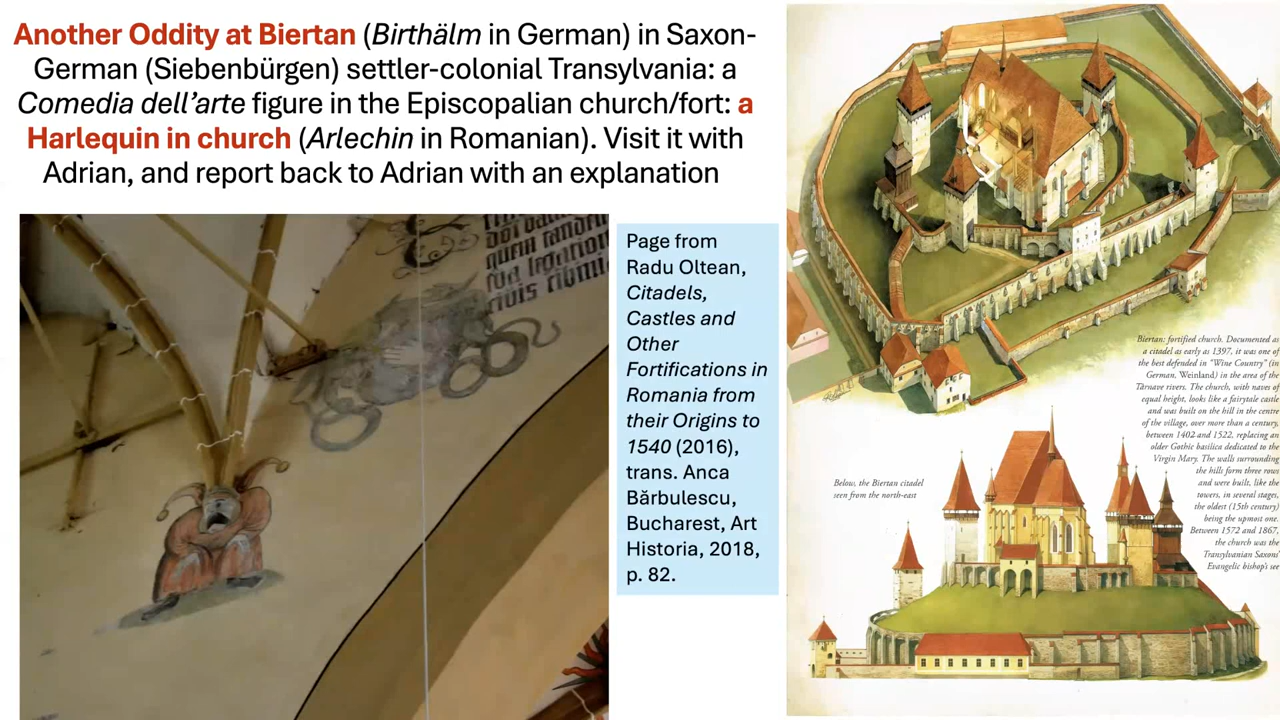 Another Oddity at Biertan (Birthälm in German) in Saxon-
German (Siebenbürgen) settler-colonial Transylvania: a
Comedia dell’arte figure in the Episcopalian church/fort: a
Harlequin in church (Arlechin in Romanian). Visit it with
Adrian, and report back to Adrian with an explanation
Page from
Radu Oltean,
Citadels,
Castles and
Other
Fortifications in
Romania from
their Origins to
1540 (2016),
trans. Anca
Bărbulescu,
Bucharest, Art
Historia, 2018,
p. 82.
Biertan: fortified church. Documented as
a citadel as early as 1397, it was one of
the best defended in "Wine Country" (in
German, Weinland) in the area of the
Târnave rivers. The church, with naves of
equal height, looks like a fairytale castle
and was built on the hill in the centre
of the village, over more than a century,
between 1402 and 1522, replacing an
older Gothic basilica dedicated to the
Virgin Mary. The walls surrounding
the hills form three rows
and were built, like the
towers, in several stages,
the oldest (15th century)
being the upmost one.
Between 1572 and 1867,
the church was the
Transylvanian Saxons'
Evangelic bishop's see
Below, the Biertan citadel
seen from the north-east